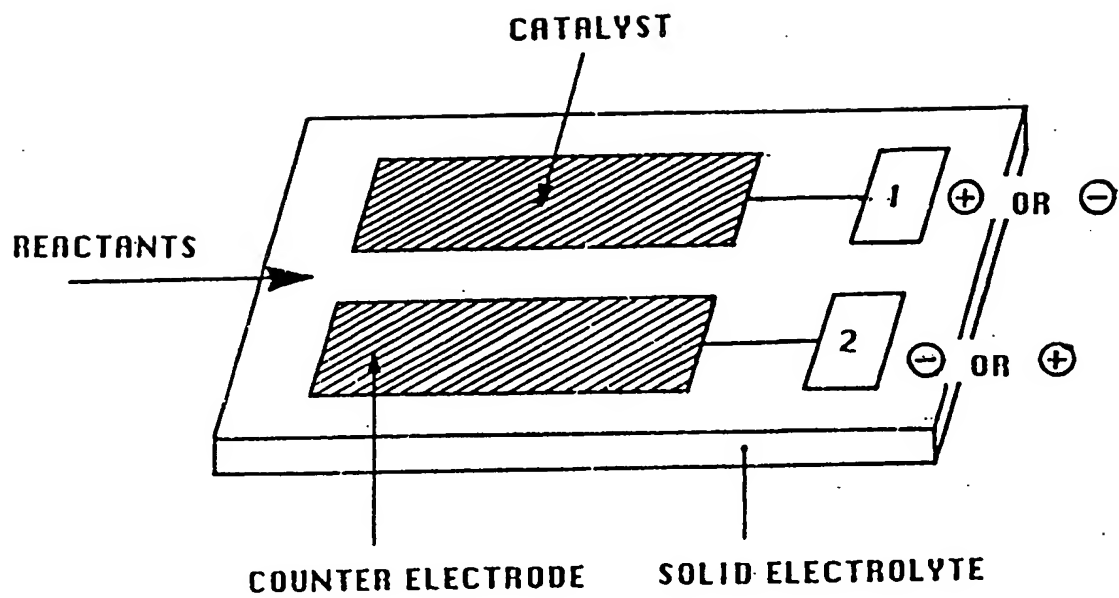 CATALYST
1 ⊕ OR ⊖
REACTANTS
2 ⊖ OR ⊕
COUNTER ELECTRODE SOLID ELECTROLYTE